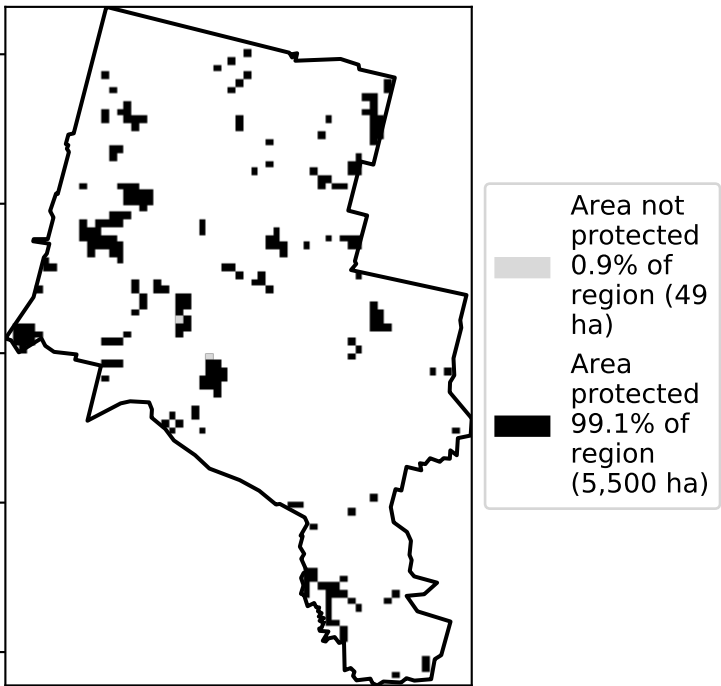 Area not
protected
0.9% of
region (49
ha)
Area
protected
99.1% of
region
(5,500 ha)